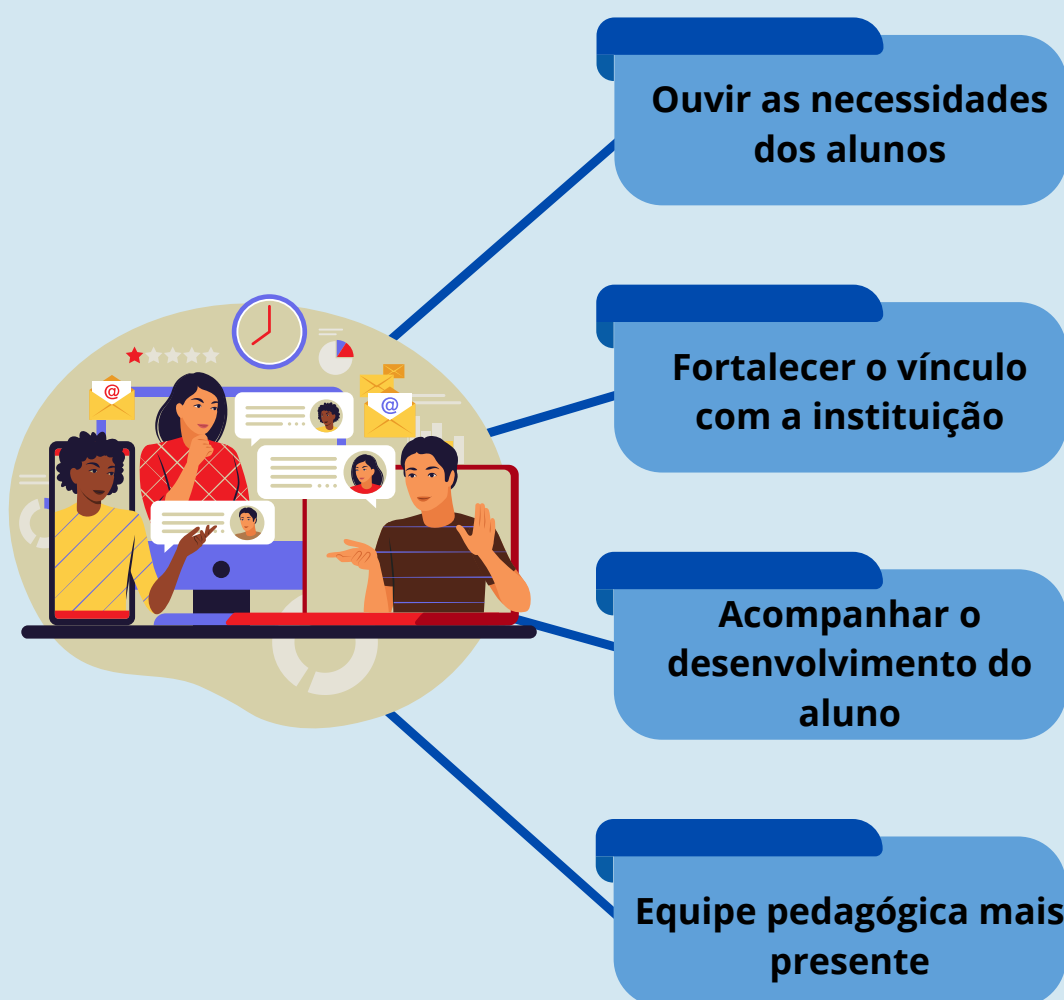 Ouvir as necessidades
dos alunos
Fortalecer o vínculo
com a instituição
@
@
Acompanhar o
desenvolvimento do
aluno
Equipe pedagógica mais
presente